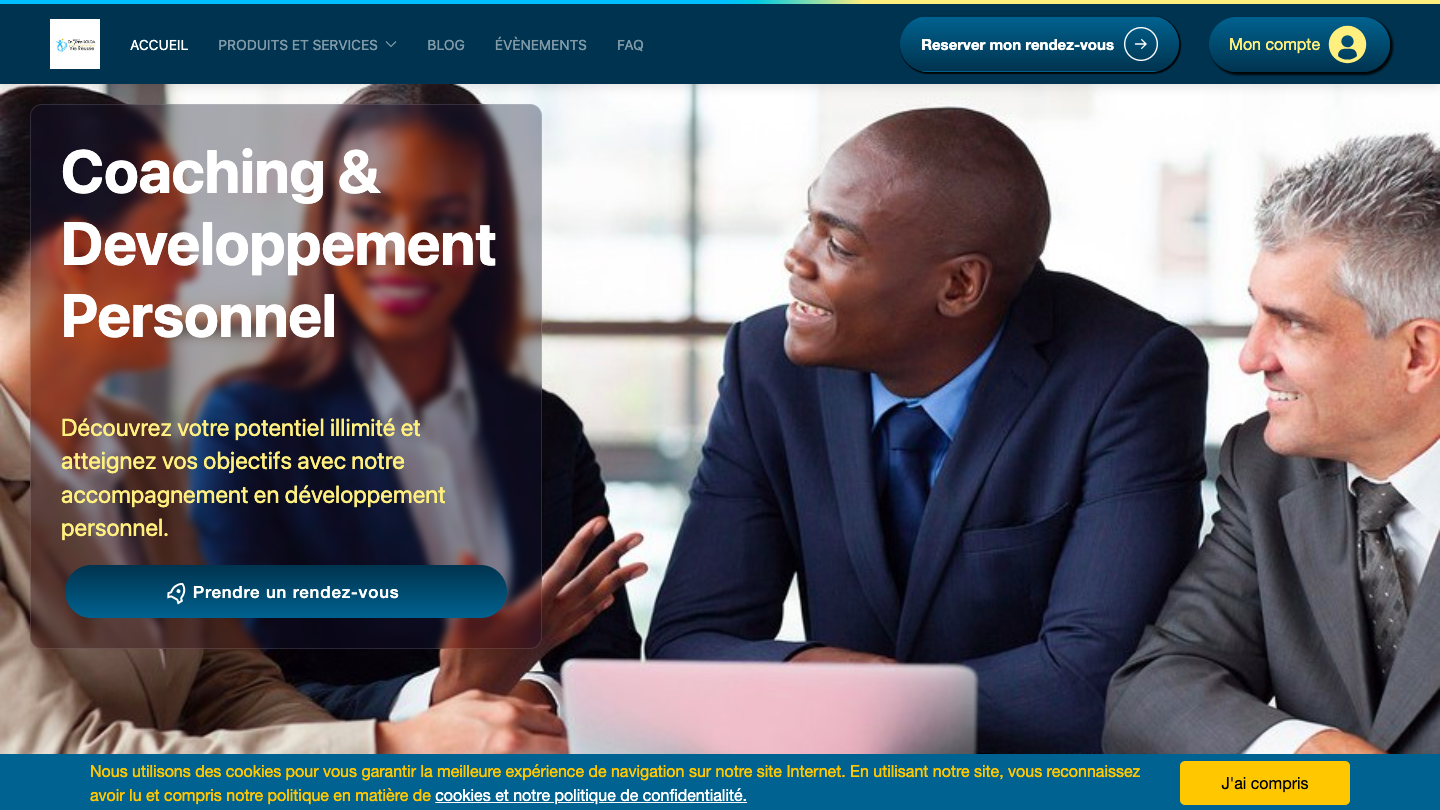 Vie Réussie
ACCUEIL
PRODUITS ET SERVICES
BLOG
ÉVÈNEMENTS
FAQ
Reserver mon rendez-vous
Mon compte
Coaching &
Developpement
Personnel
Découvrez votre potentiel illimité et
atteignez vos objectifs avec notre
accompagnement en développement
personnel.
Prendre un rendez-vous
Nous utilisons des cookies pour vous garantir la meilleure expérience de navigation sur notre site Internet. En utilisant notre site, vous reconnaissez
avoir lu et compris notre politique en matière de cookies et notre politique de confidentialité.
J'ai compris